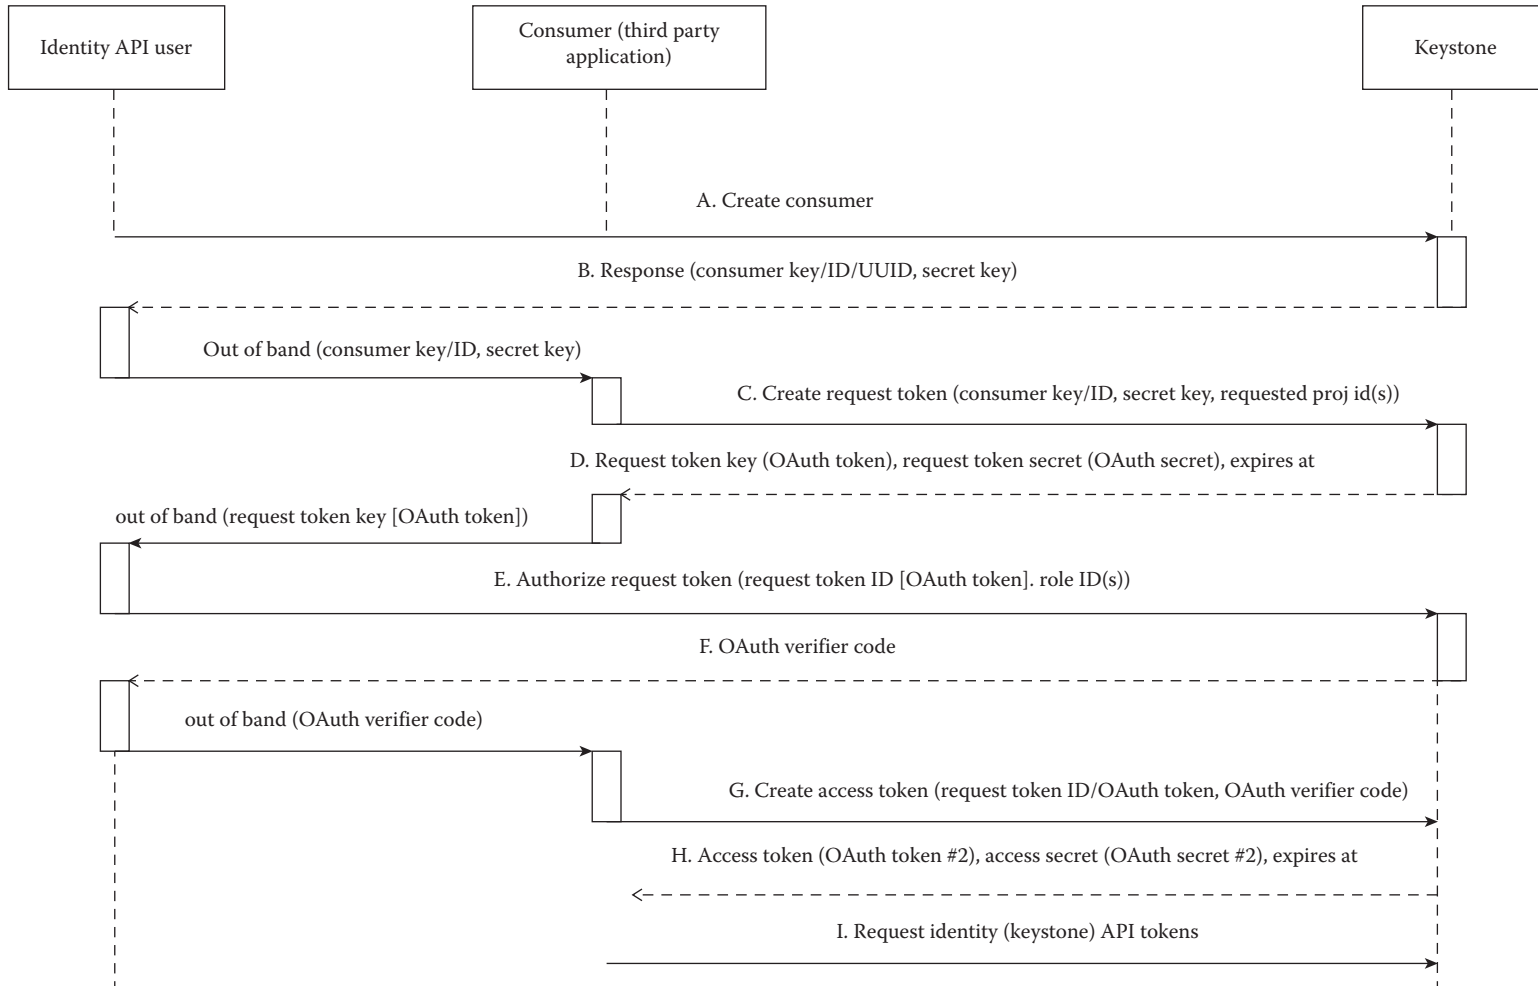 Identity API user
Consumer (third party
application)
Keystone
A. Create consumer
B. Response (consumer key/ID/UUID, secret key)
Out of band (consumer key/ID, secret key)
C. Create request token (consumer key/ID, secret key, requested proj id(s))
D. Request token key (OAuth token), request token secret (OAuth secret), expires at
out of band (request token key [OAuth token])
E. Authorize request token (request token ID [OAuth token]. role ID(s))
F. OAuth verifier code
out of band (OAuth verifier code)
G. Create access token (request token ID/OAuth token, OAuth verifier code)
H. Access token (OAuth token #2), access secret (OAuth secret #2), expires at
I. Request identity (keystone) API tokens